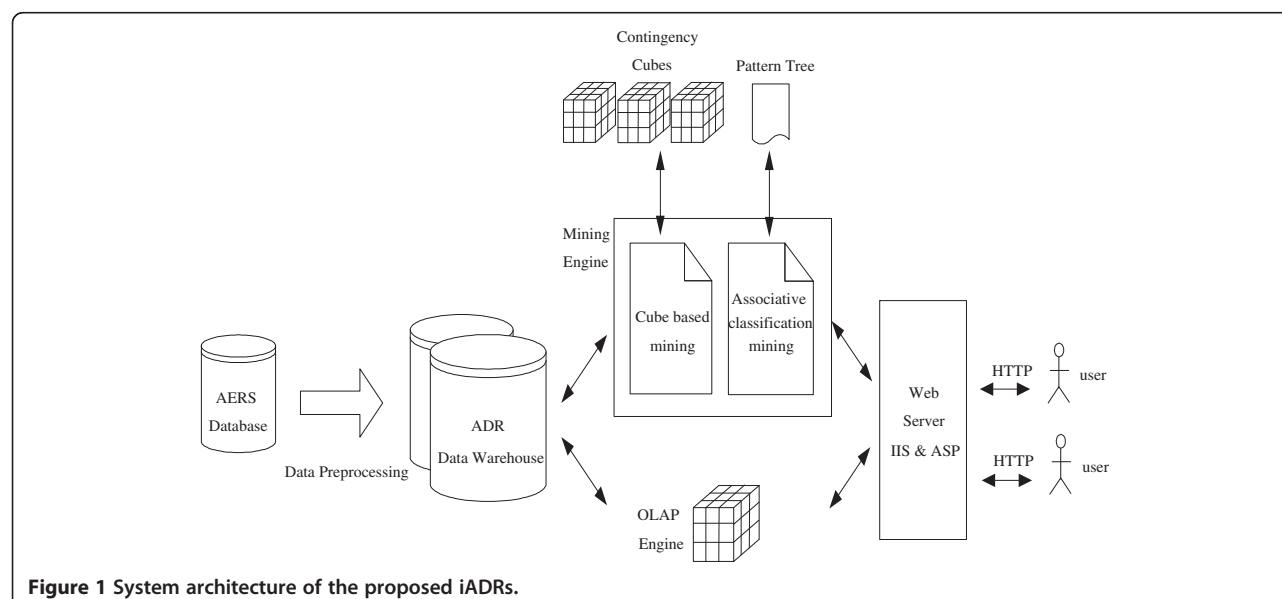 Contingency
Cubes
Pattern Tree
Mining
Engine
Cube based
mining
Associative
classification
mining
AERS
Database
Data Preprocessing
ADR
Data Warehouse
OLAP
Engine
Web
Server
IIS & ASP
HTTP
user
HTTP
user
Figure 1 System architecture of the proposed iADRs.